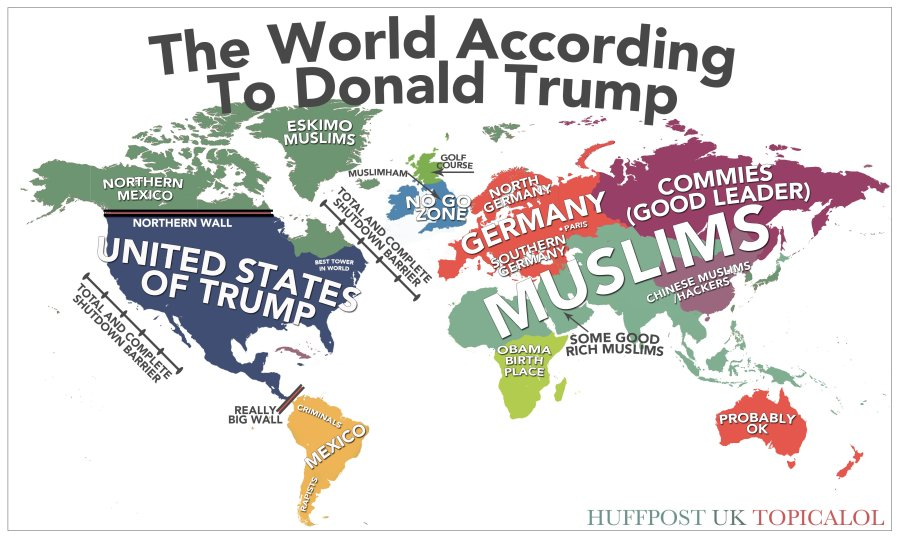 The World According
To Donald Trump
ESKIMO
MUSLIMS
NORTHERN
MEXICO
NORTHERN WALL
UNITED STATES
OF TRUMP
BEST TOWER
IN WORLD
TOTAL AND COMPLETE
SHUTDOWN BARRIER
TOTAL AND COMPLETE
SHUTDOWN BARRIER
REALLY
BIG WALL
CRIMINALS
MEXICO
RAPISTS
GOLF
COURSE
MUSLIMHAM
NO GO
ZONE
NORTH
GERMANY
GERMANY
PARIS
SOUTHERN
GERMANY
COMMIES
(GOOD LEADER)
MUSLIMS
CHINESE MUSLIMS
/HACKERS
SOME GOOD
RICH MUSLIMS
OBAMA
BIRTH
PLACE
PROBABLY
OK
HUFFPOST UK TOPICALOL